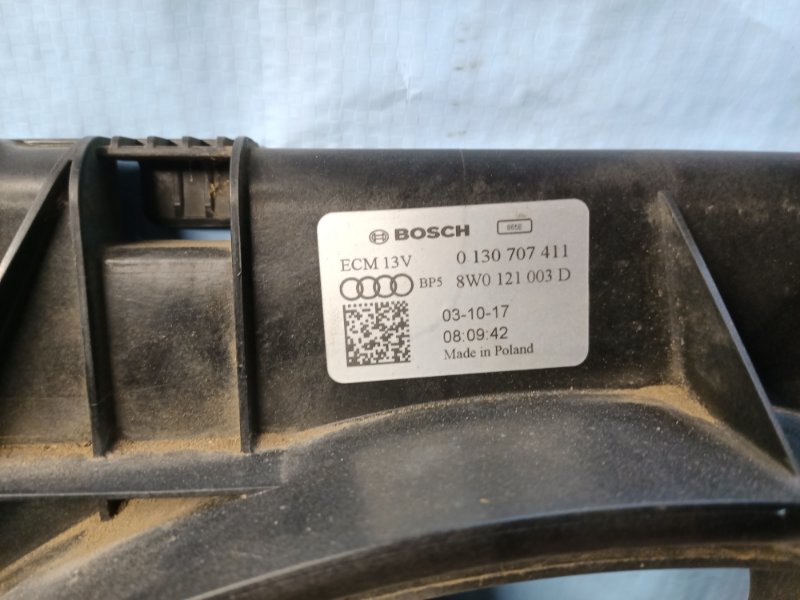 BOSCH
ECM 13V 0 130 707 411
BP5 8W0 121 003 D
03-10-17
08:09:42
Made in Poland